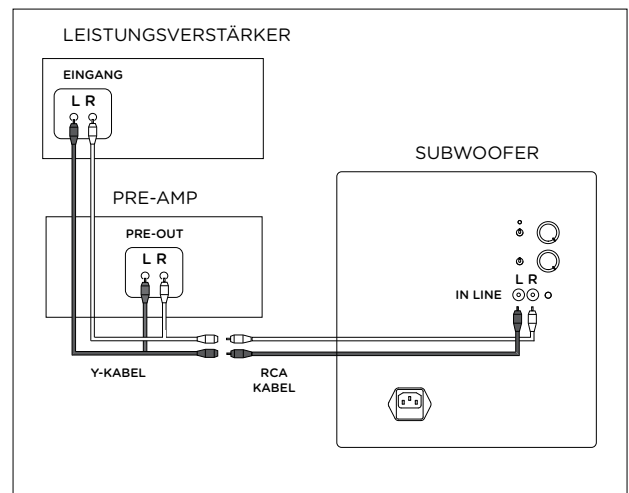 LEISTUNGSVERSTÄRKER
EINGANG
L R
SUBWOOFER
PRE-AMP
PRE-OUT
L R
L R
IN LINE
Y-KABEL
RCA
KABEL